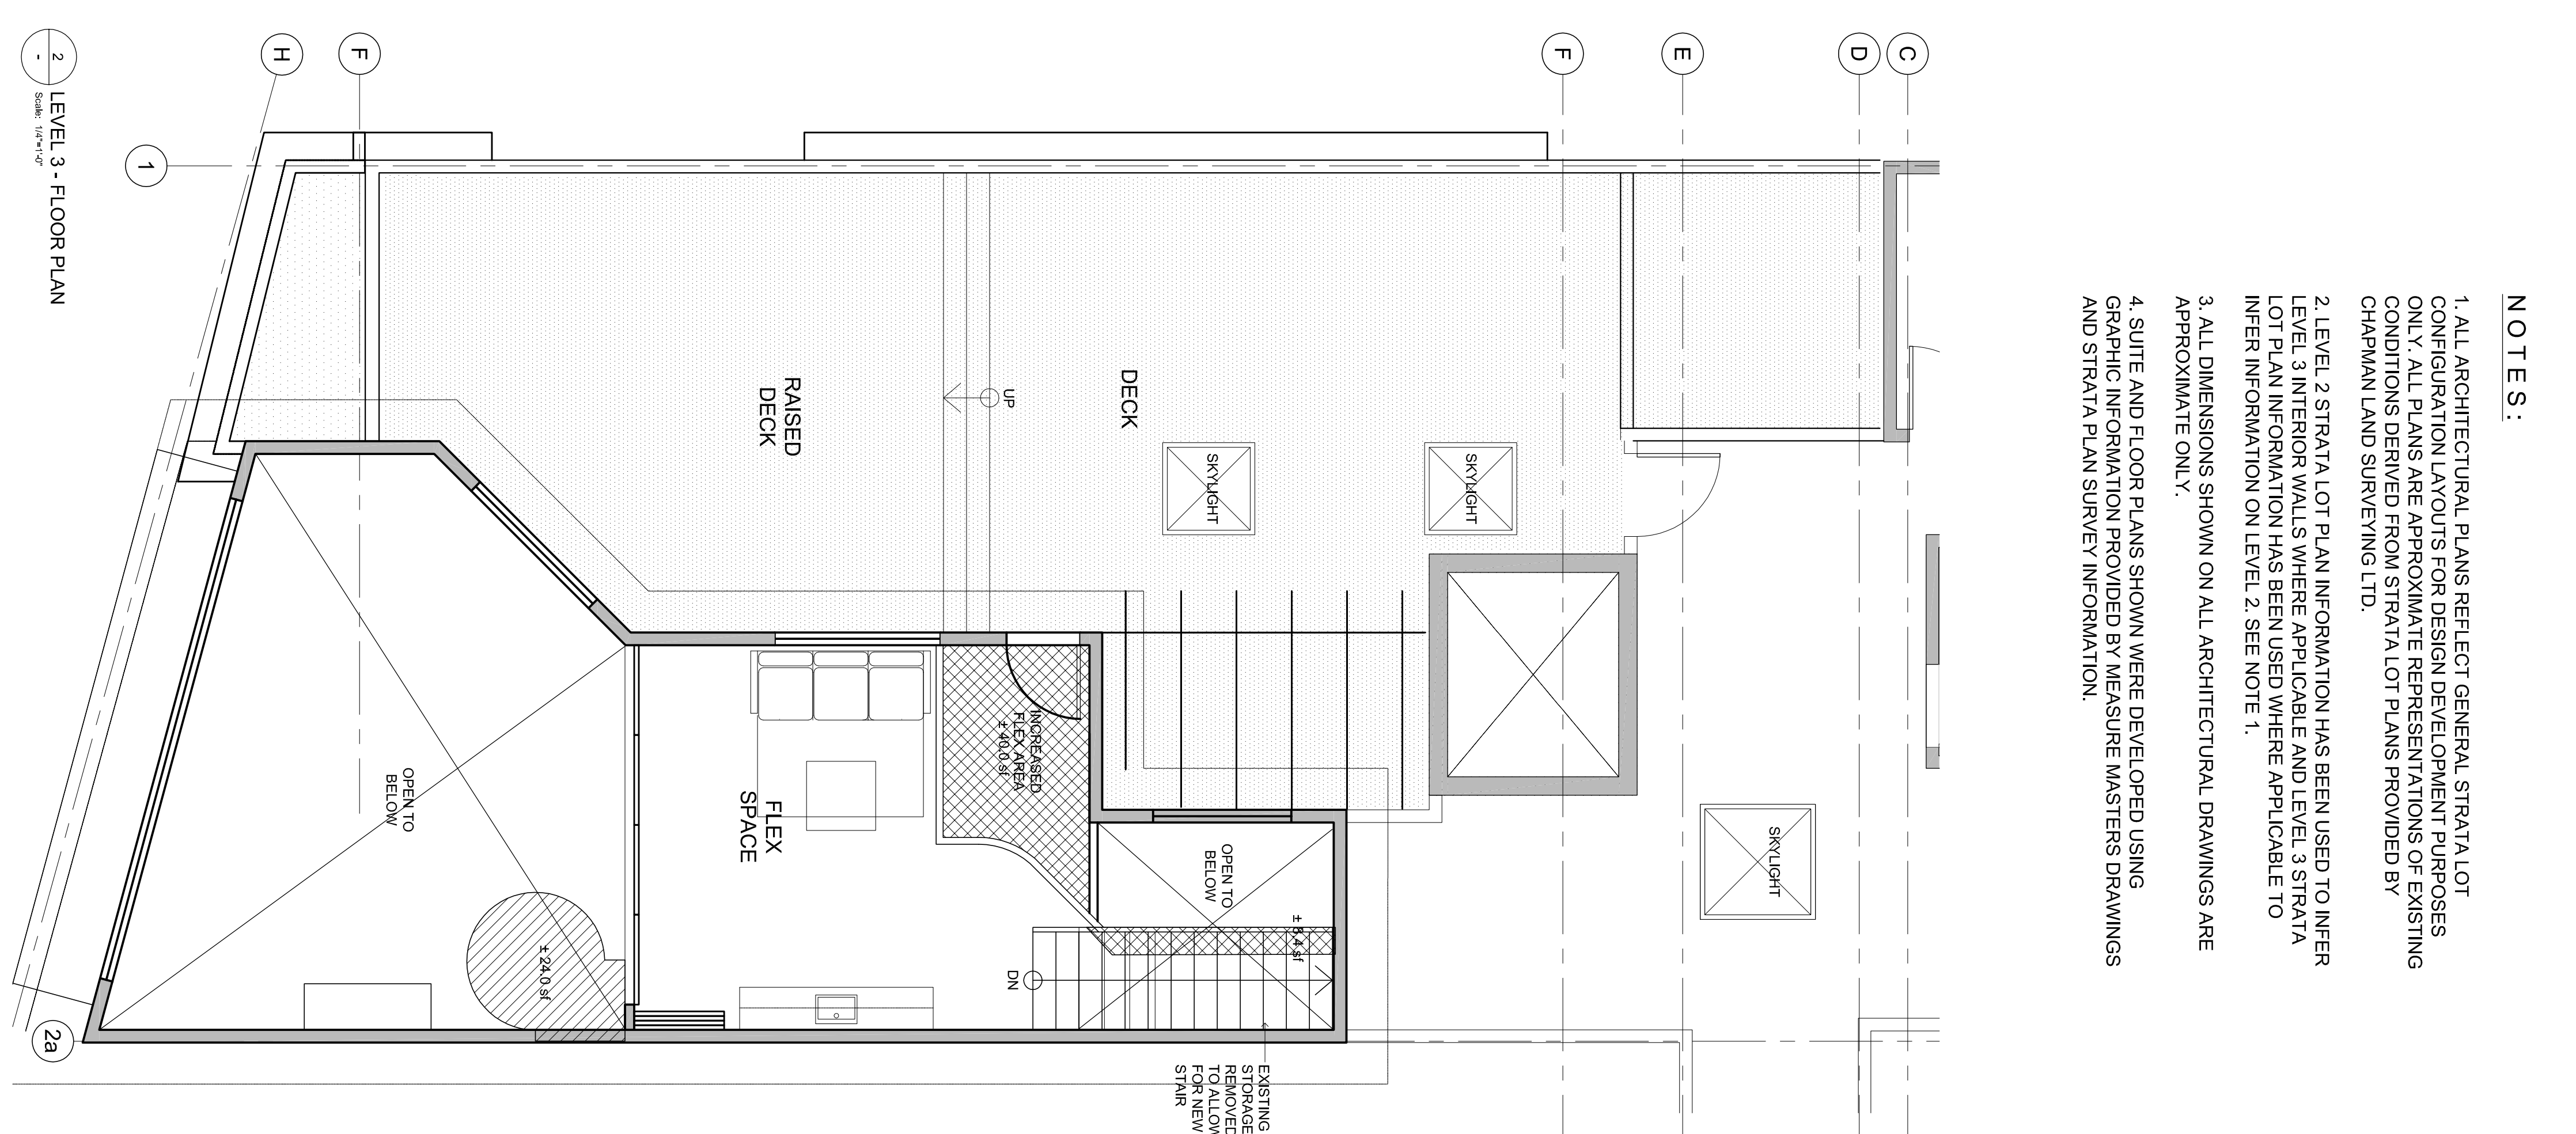 NOTES:
1. ALL ARCHITECTURAL PLANS REFLECT GENERAL STRATA LOT
CONFIGURATION LAYOUTS FOR DESIGN DEVELOPMENT PURPOSES
ONLY. ALL PLANS ARE APPROXIMATE REPRESENTATIONS OF EXISTING
CONDITIONS DERIVED FROM STRATA LOT PLANS PROVIDED BY
CHAPMAN LAND SURVEYING LTD.
2. LEVEL 2 STRATA LOT PLAN INFORMATION HAS BEEN USED TO INFER
LEVEL 3 INTERIOR WALLS WHERE APPLICABLE AND LEVEL 3 STRATA
LOT PLAN INFORMATION HAS BEEN USED WHERE APPLICABLE TO
INFER INFORMATION ON LEVEL 2. SEE NOTE 1.
3. ALL DIMENSIONS SHOWN ON ALL ARCHITECTURAL DRAWINGS ARE
APPROXIMATE ONLY.
4. SUITE AND FLOOR PLANS SHOWN WERE DEVELOPED USING
GRAPHIC INFORMATION PROVIDED BY MEASURE MASTERS DRAWINGS
AND STRATA PLAN SURVEY INFORMATION.
C
D
E
F
SKYLIGHT
SKYLIGHT
SKYLIGHT
DECK
UP
RAISED
DECK
± 8.4 sf
OPEN TO
BELOW
EXISTING
STORAGE
REMOVED
TO ALLOW
FOR NEW
STAIR
INCREASED
FLEX AREA
± 40.0 sf
DN
FLEX
SPACE
± 24.0 sf
OPEN TO
BELOW
F
H
1
2a
2
-
LEVEL 3 - FLOOR PLAN
Scale: 1/4"=1'-0"